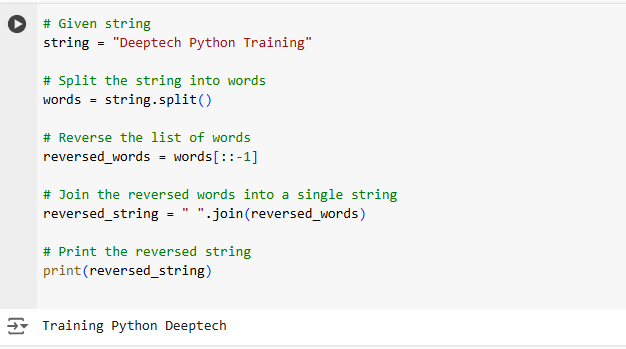 # Given string
string = "Deeptech Python Training"
# Split the string into words
words = string.split()
# Reverse the list of words
reversed_words = words[::-1]
# Join the reversed words into a single string
reversed_string = " ".join(reversed_words)
# Print the reversed string
print(reversed_string)
Training Python Deeptech